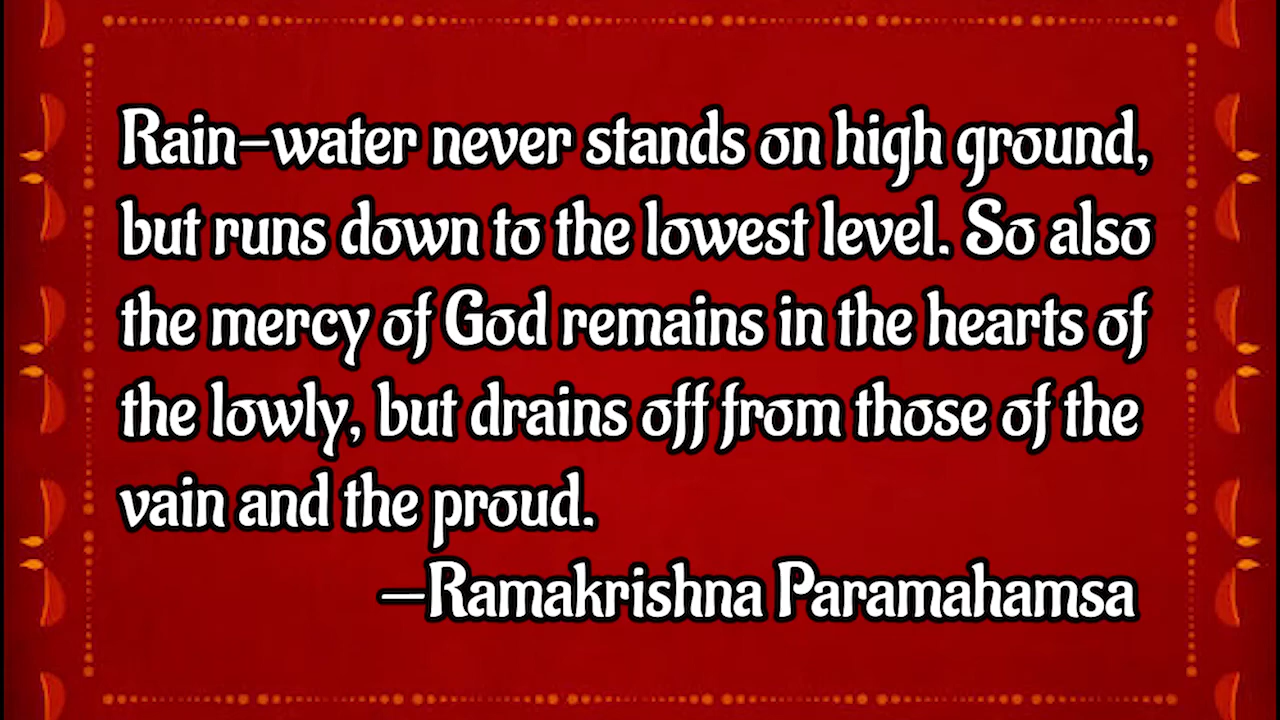 Rain-water never stands on high ground,
but runs down to the lowest level. So also
the mercy of God remains in the hearts of
the lowly, but drains off from those of the
vain and the proud.
—Ramakrishna Paramahamsa